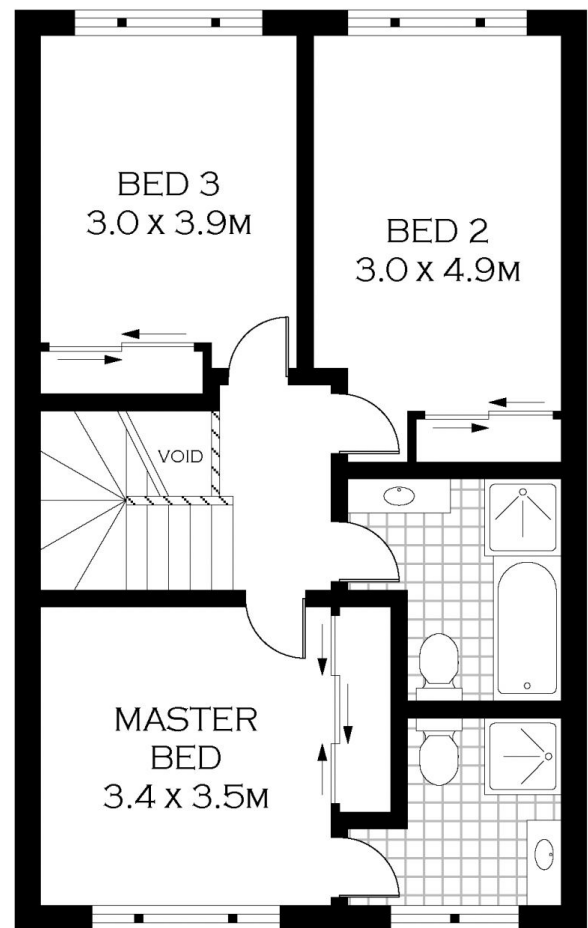 BED 3
3.0 X 3.9M
BED 2
3.0 X 4.9M
VOID
MASTER
BED
3.4 X 3.5M